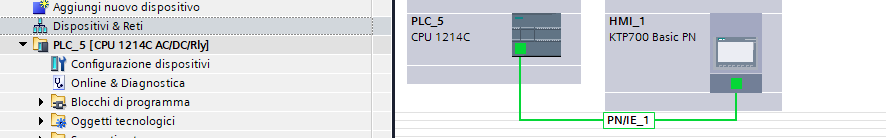 Aggiungi nuovo dispositivo
Dispositivi & Reti
PLC_5 [CPU 1214C AC/DC/Rly]
Configurazione dispositivi
Online & Diagnostica
Blocchi di programma
Oggetti tecnologici
PLC_5
CPU 1214C
HMI_1
KTP700 Basic PN
PN/IE_1